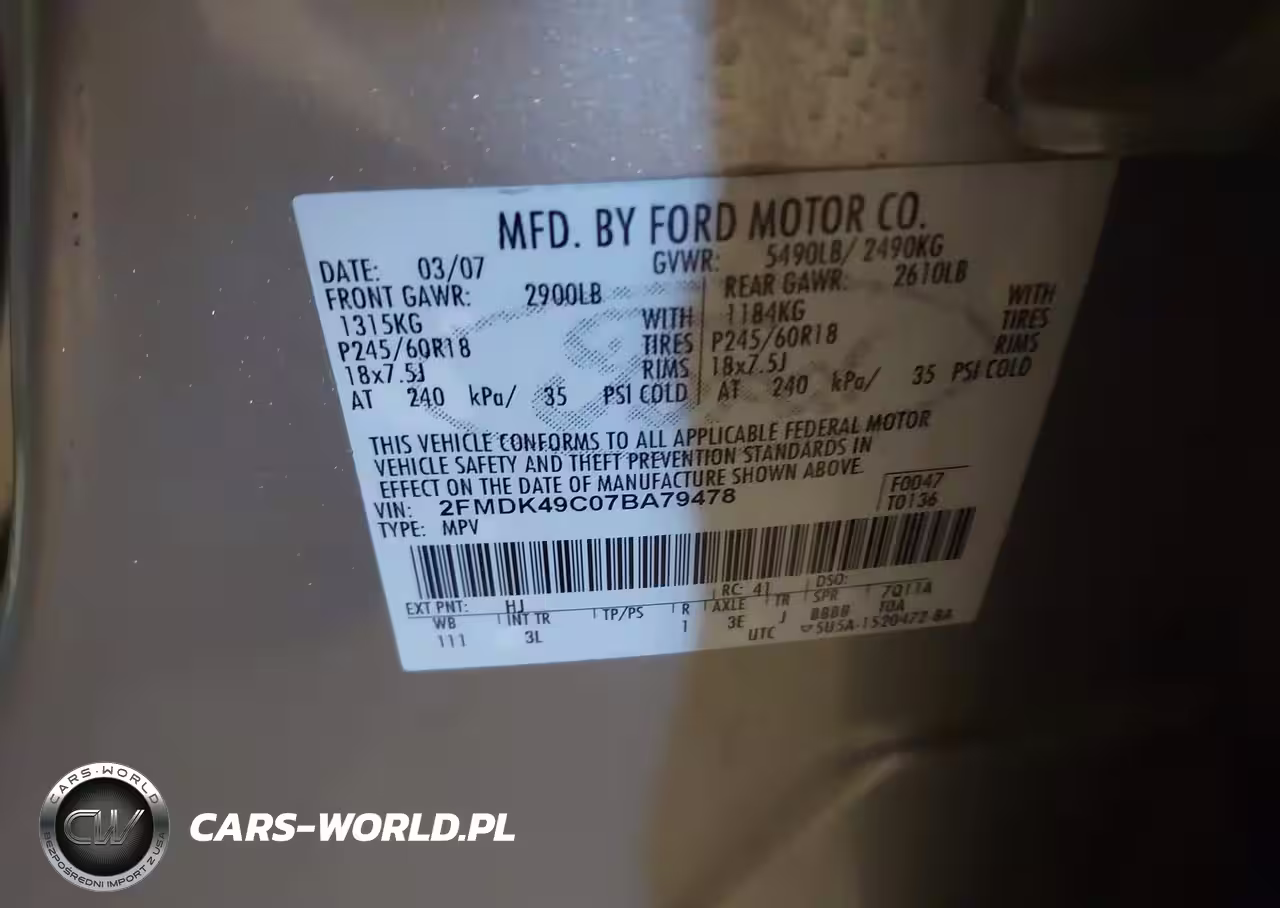 MFD. BY FORD MOTOR CO.
DATE: 03/07 GVWR: 5490LB/ 2490KG
FRONT GAWR: 2900LB REAR GAWR: 2610LB
1315KG WITH 1184KG WITH
P245/60R18 TIRES P245/60R18 TIRES
18x7.5J RIMS 18x7.5J RIMS
AT 240 kPa/ 35 PSI COLD AT 240 kPa/ 35 PSI COLD
THIS VEHICLE CONFORMS TO ALL APPLICABLE FEDERAL MOTOR
VEHICLE SAFETY AND THEFT PREVENTION STANDARDS IN
EFFECT ON THE DATE OF MANUFACTURE SHOWN ABOVE.
VIN: 2FMDK49C07BA79478 F0047
TYPE: MPV T0136
EXT PNT: HJ RC: 41 DSO:
WB INT TR TP/PS R AXLE TR SPR
111 3L 1 3E J
UTC 5U5A-1520472-BA
CARS-WORLD
CW
BEZPOŚREDNI IMPORT Z USA
CARS-WORLD.PL